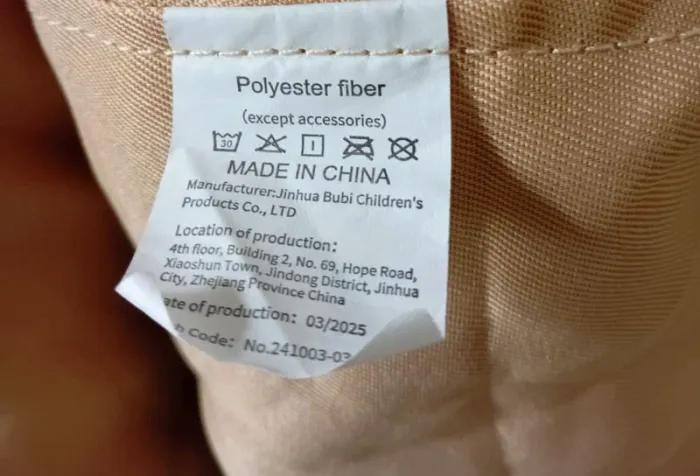 Polyester fiber
(except accessories)
30
MADE IN CHINA
Manufacturer:Jinhua Bubi Children's
Products Co., LTD
Location of production:
4th floor, Building 2, No. 69, Hope Road,
Xiaoshun Town, Jindong District, Jinhua
City, Zhejiang Province China
ate of production: 03/2025
h Code: No.241003-03